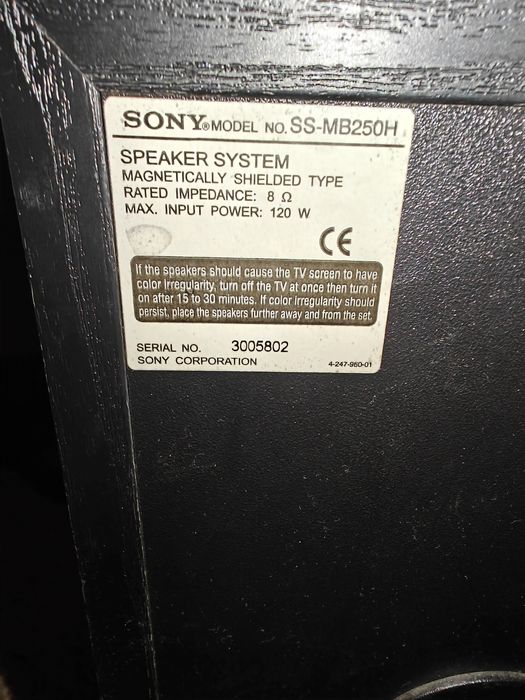 SONY® MODEL NO. SS-MB250H
SPEAKER SYSTEM
MAGNETICALLY SHIELDED TYPE
RATED IMPEDANCE: 8 Ω
MAX. INPUT POWER: 120 W
CE
If the speakers should cause the TV screen to have
color irregularity, turn off the TV at once then turn it
on after 15 to 30 minutes. If color irregularity should
persist, place the speakers further away and from the set.
SERIAL NO. 3005802
SONY CORPORATION 4-247-960-01